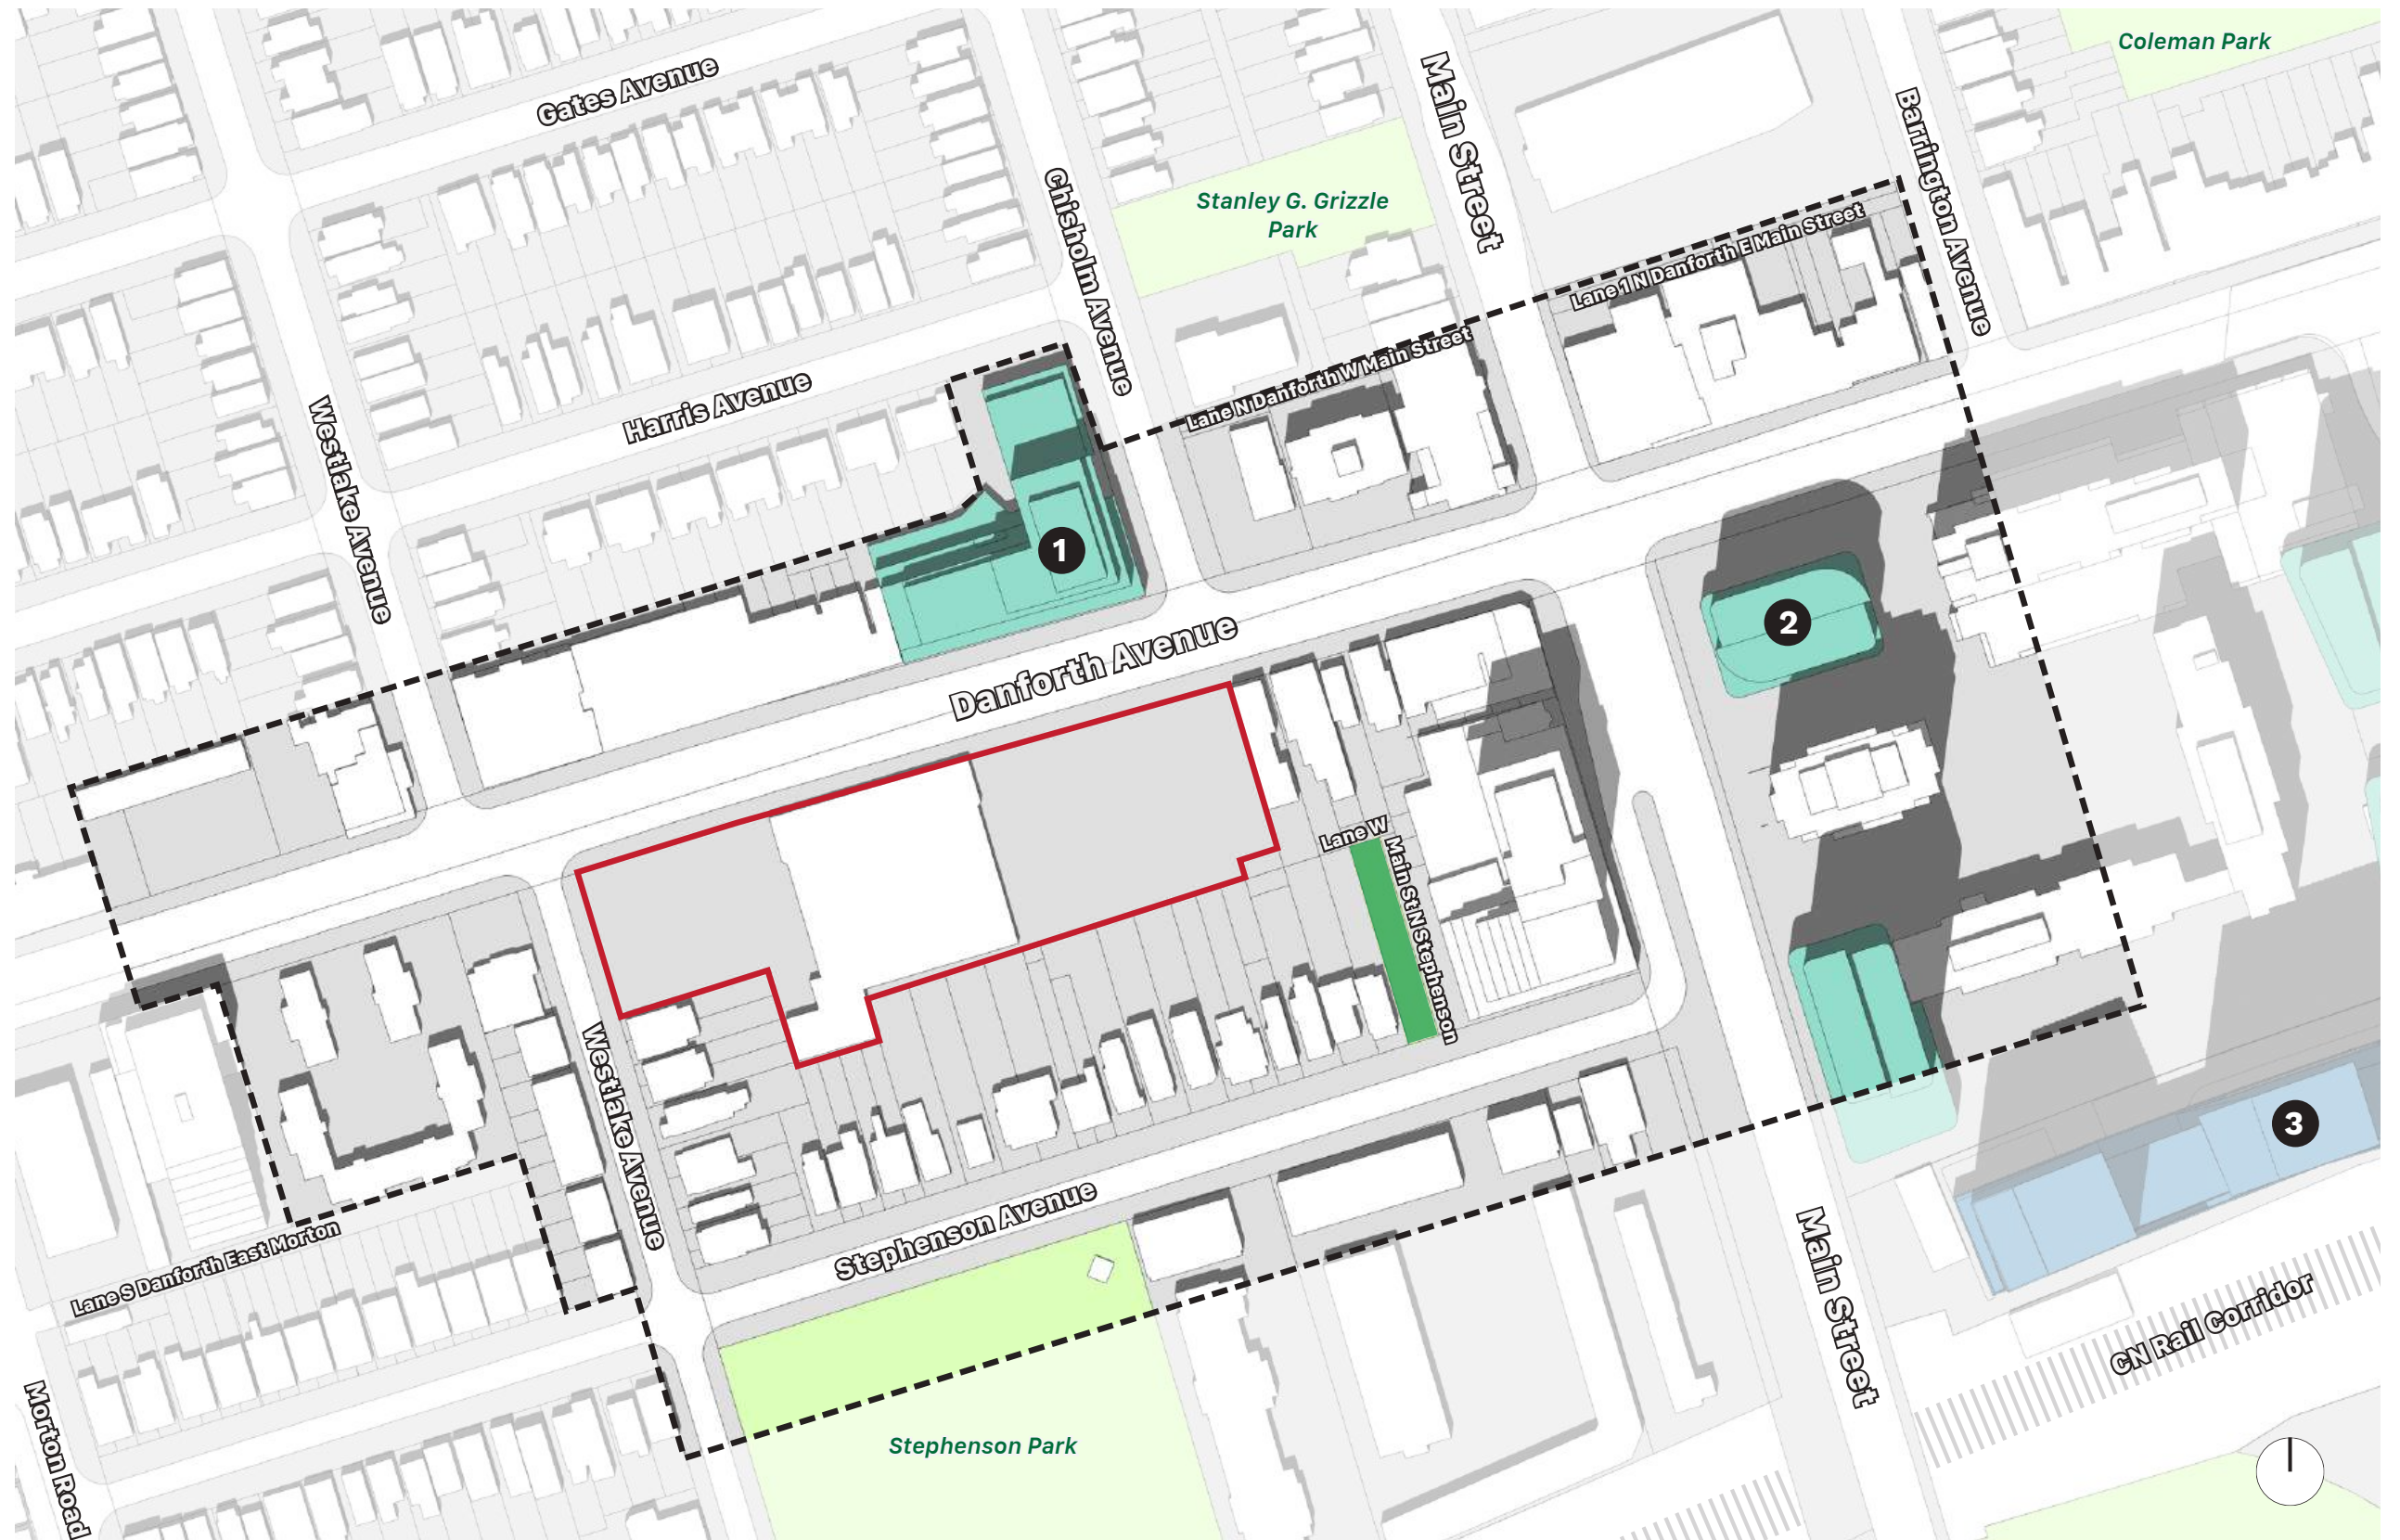 Coleman Park
Gates Avenue
Main Street
Barrington Avenue
Chisholm Avenue
Stanley G. Grizzle
Park
Lane 1 N Danforth E Main Street
Lane N Danforth W Main Street
Harris Avenue
Westlake Avenue
1
2
Danforth Avenue
Lane W
Main St N Stephenson
Westlake Avenue
3
Stephenson Avenue
Lane S Danforth East Morton
Main Street
CN Rail Corridor
Morton Road
Stephenson Park